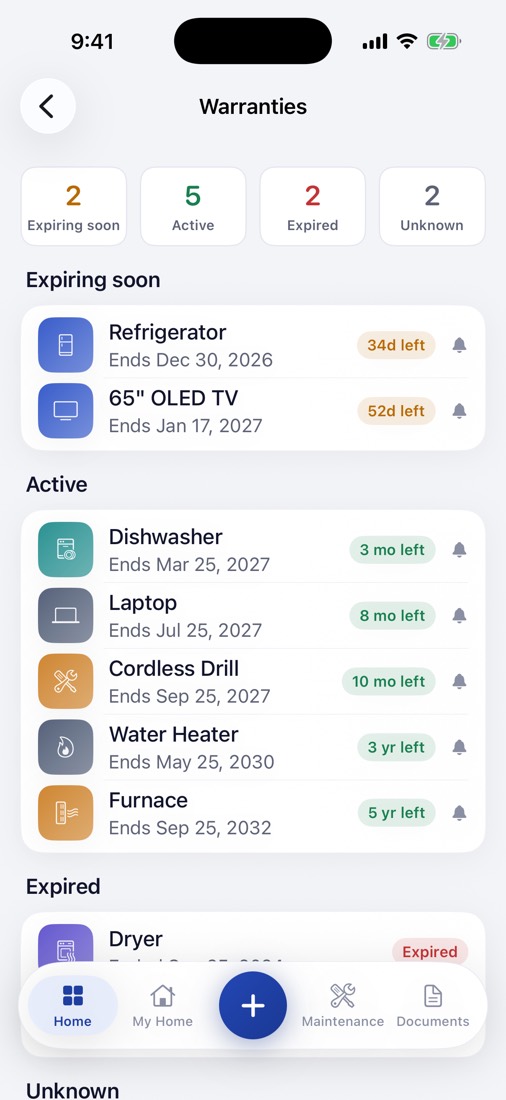 9:41
Warranties
2
Expiring soon
5
Active
2
Expired
2
Unknown
Expiring soon
Refrigerator
Ends Dec 30, 2026
34d left
65" OLED TV
Ends Jan 17, 2027
52d left
Active
Dishwasher
Ends Mar 25, 2027
3 mo left
Laptop
Ends Jul 25, 2027
8 mo left
Cordless Drill
Ends Sep 25, 2027
10 mo left
Water Heater
Ends May 25, 2030
3 yr left
Furnace
Ends Sep 25, 2032
5 yr left
Expired
Dryer
Expired
Home
My Home
Maintenance
Documents
Unknown